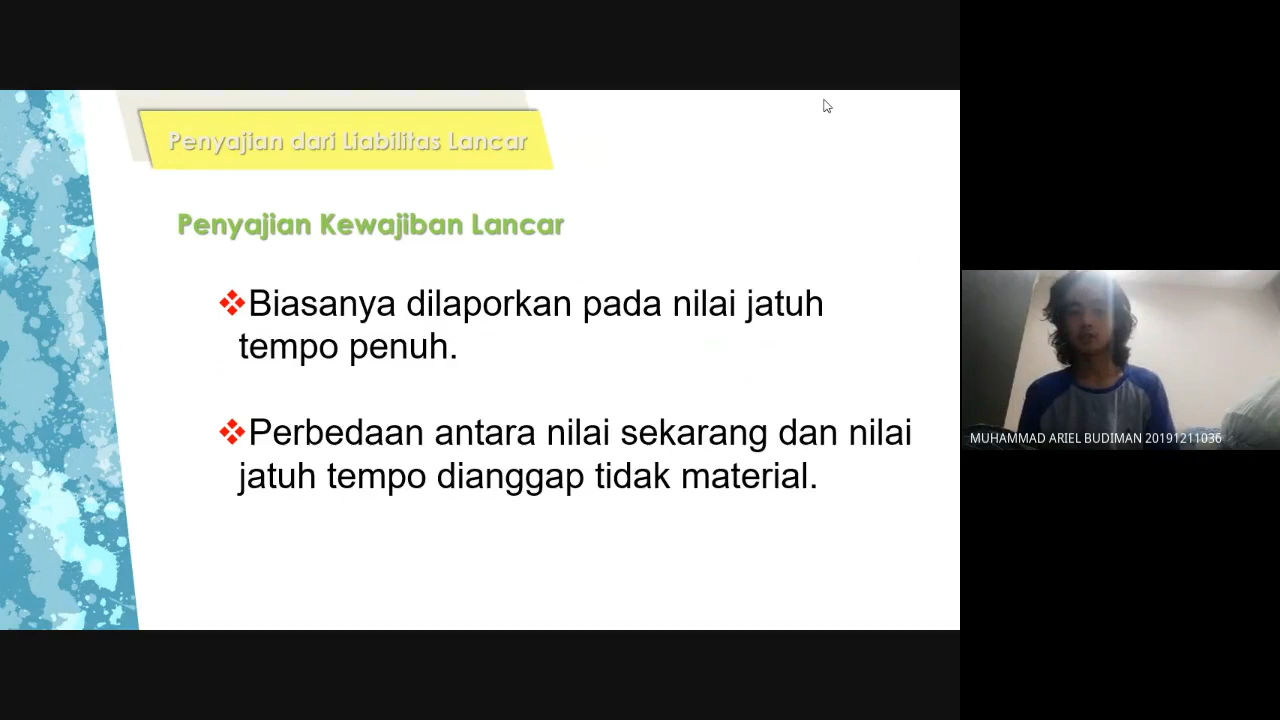 Penyajian dari Liabilitas Lancar
Penyajian Kewajiban Lancar
Biasanya dilaporkan pada nilai jatuh
tempo penuh.
Perbedaan antara nilai sekarang dan nilai
jatuh tempo dianggap tidak material.
MUHAMMAD ARIEL BUDIMAN 20191211036